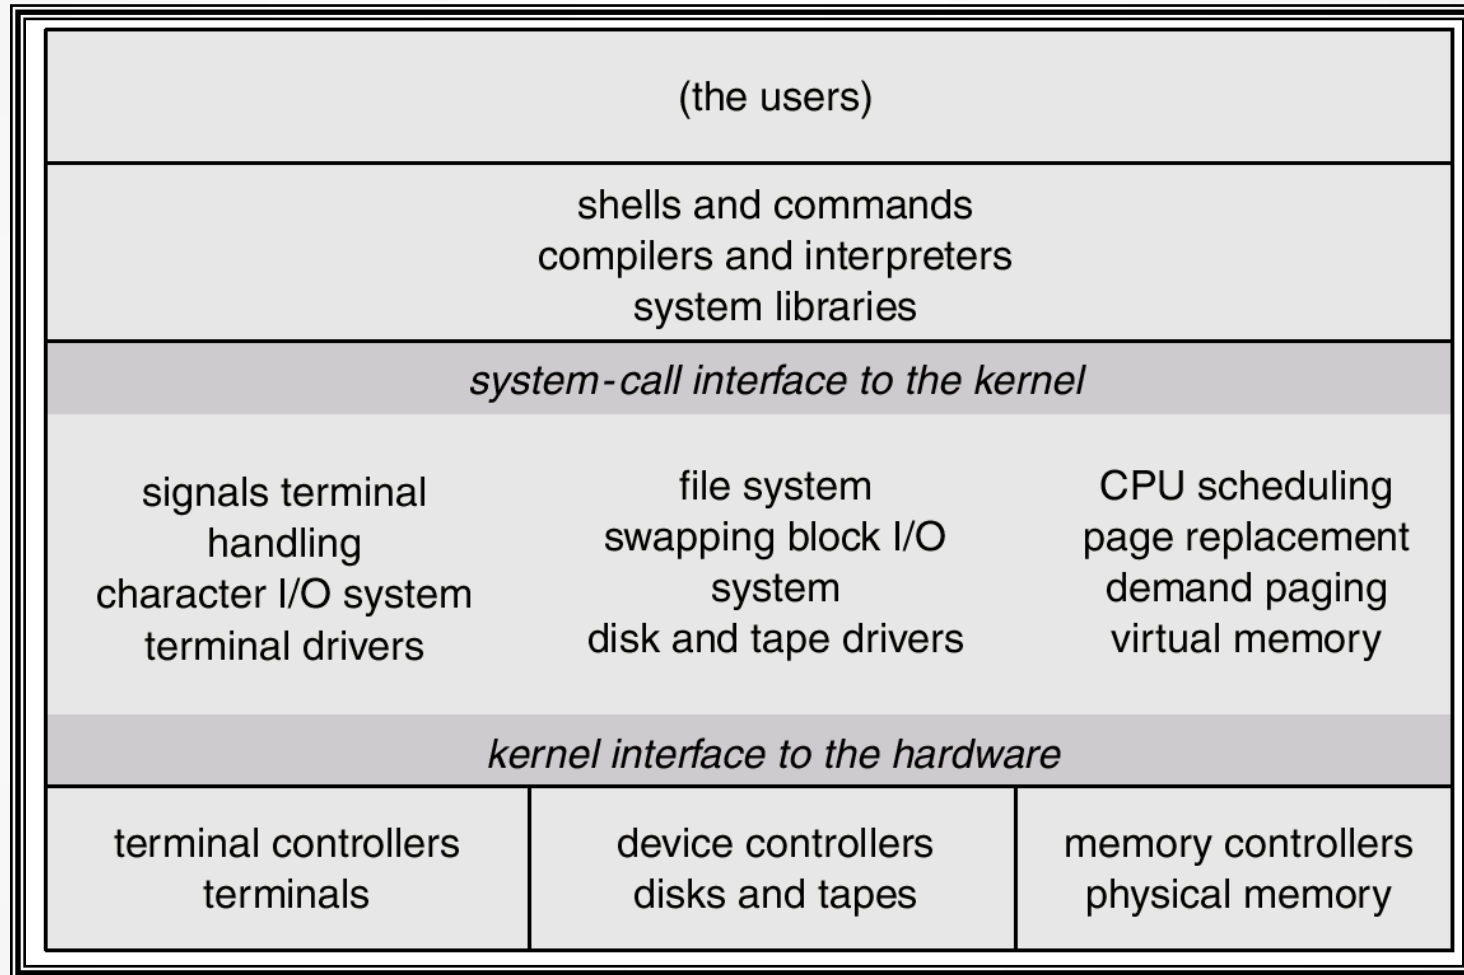 (the users)
shells and commands
compilers and interpreters
system libraries
system-call interface to the kernel
signals terminal
handling
character I/O system
terminal drivers
file system
swapping block I/O
system
disk and tape drivers
CPU scheduling
page replacement
demand paging
virtual memory
kernel interface to the hardware
terminal controllers
terminals
device controllers
disks and tapes
memory controllers
physical memory